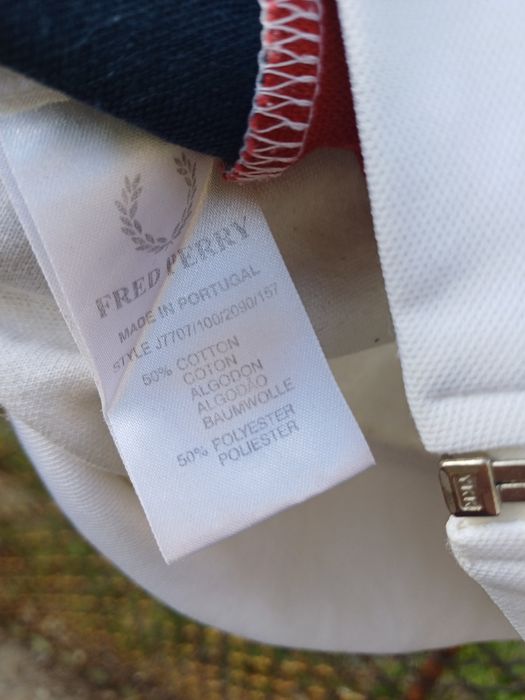 FRED PERRY
MADE IN PORTUGAL
STYLE J7707/100/2090/157
50% COTTON
COTON
ALGODON
ALGODÃO
BAUMWOLLE
50% POLYESTER
POLIESTER